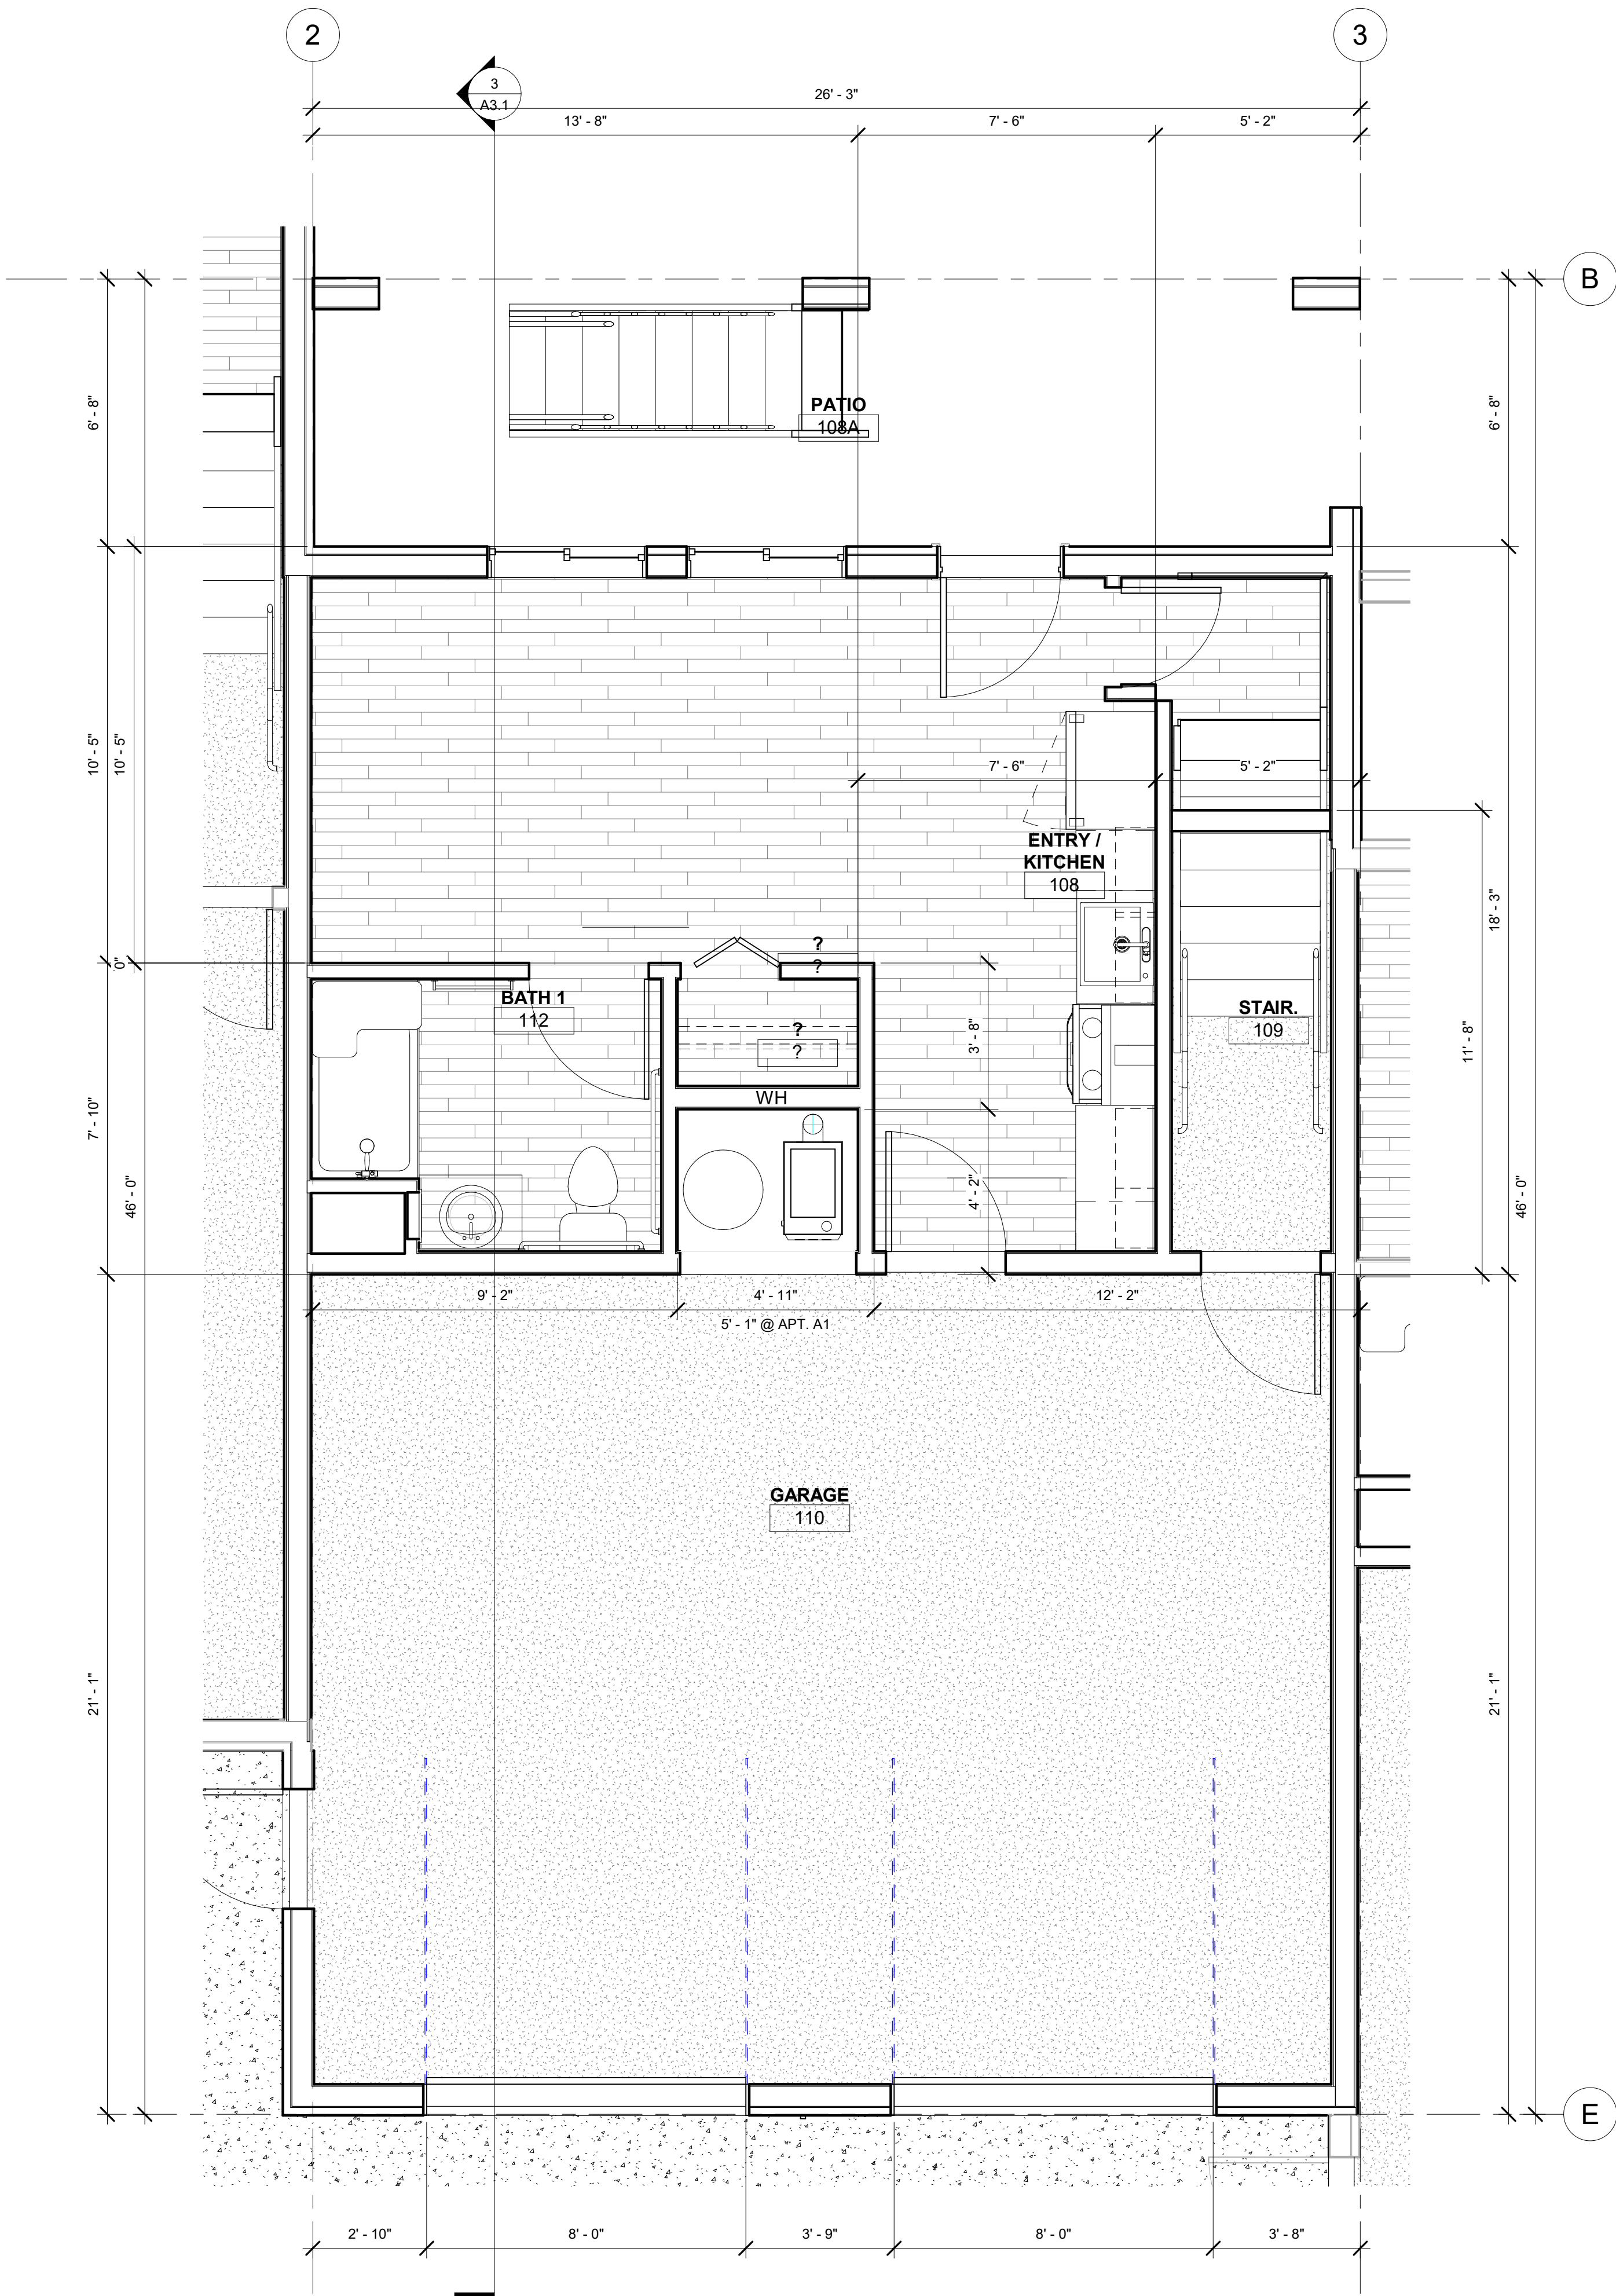 2
3
3
A3.1
26' - 3"
13' - 8"
7' - 6"
5' - 2"
B
6' - 8"
6' - 8"
PATIO
108A
10' - 5"
10' - 5"
7' - 6"
5' - 2"
ENTRY /
KITCHEN
108
18' - 3"
0"
?
?
BATH 1
112
STAIR.
109
?
?
3' - 8"
11' - 8"
WH
7' - 10"
4' - 2"
46' - 0"
46' - 0"
9' - 2"
4' - 11"
12' - 2"
5' - 1" @ APT. A1
GARAGE
110
21' - 1"
21' - 1"
E
2' - 10"
8' - 0"
3' - 9"
8' - 0"
3' - 8"